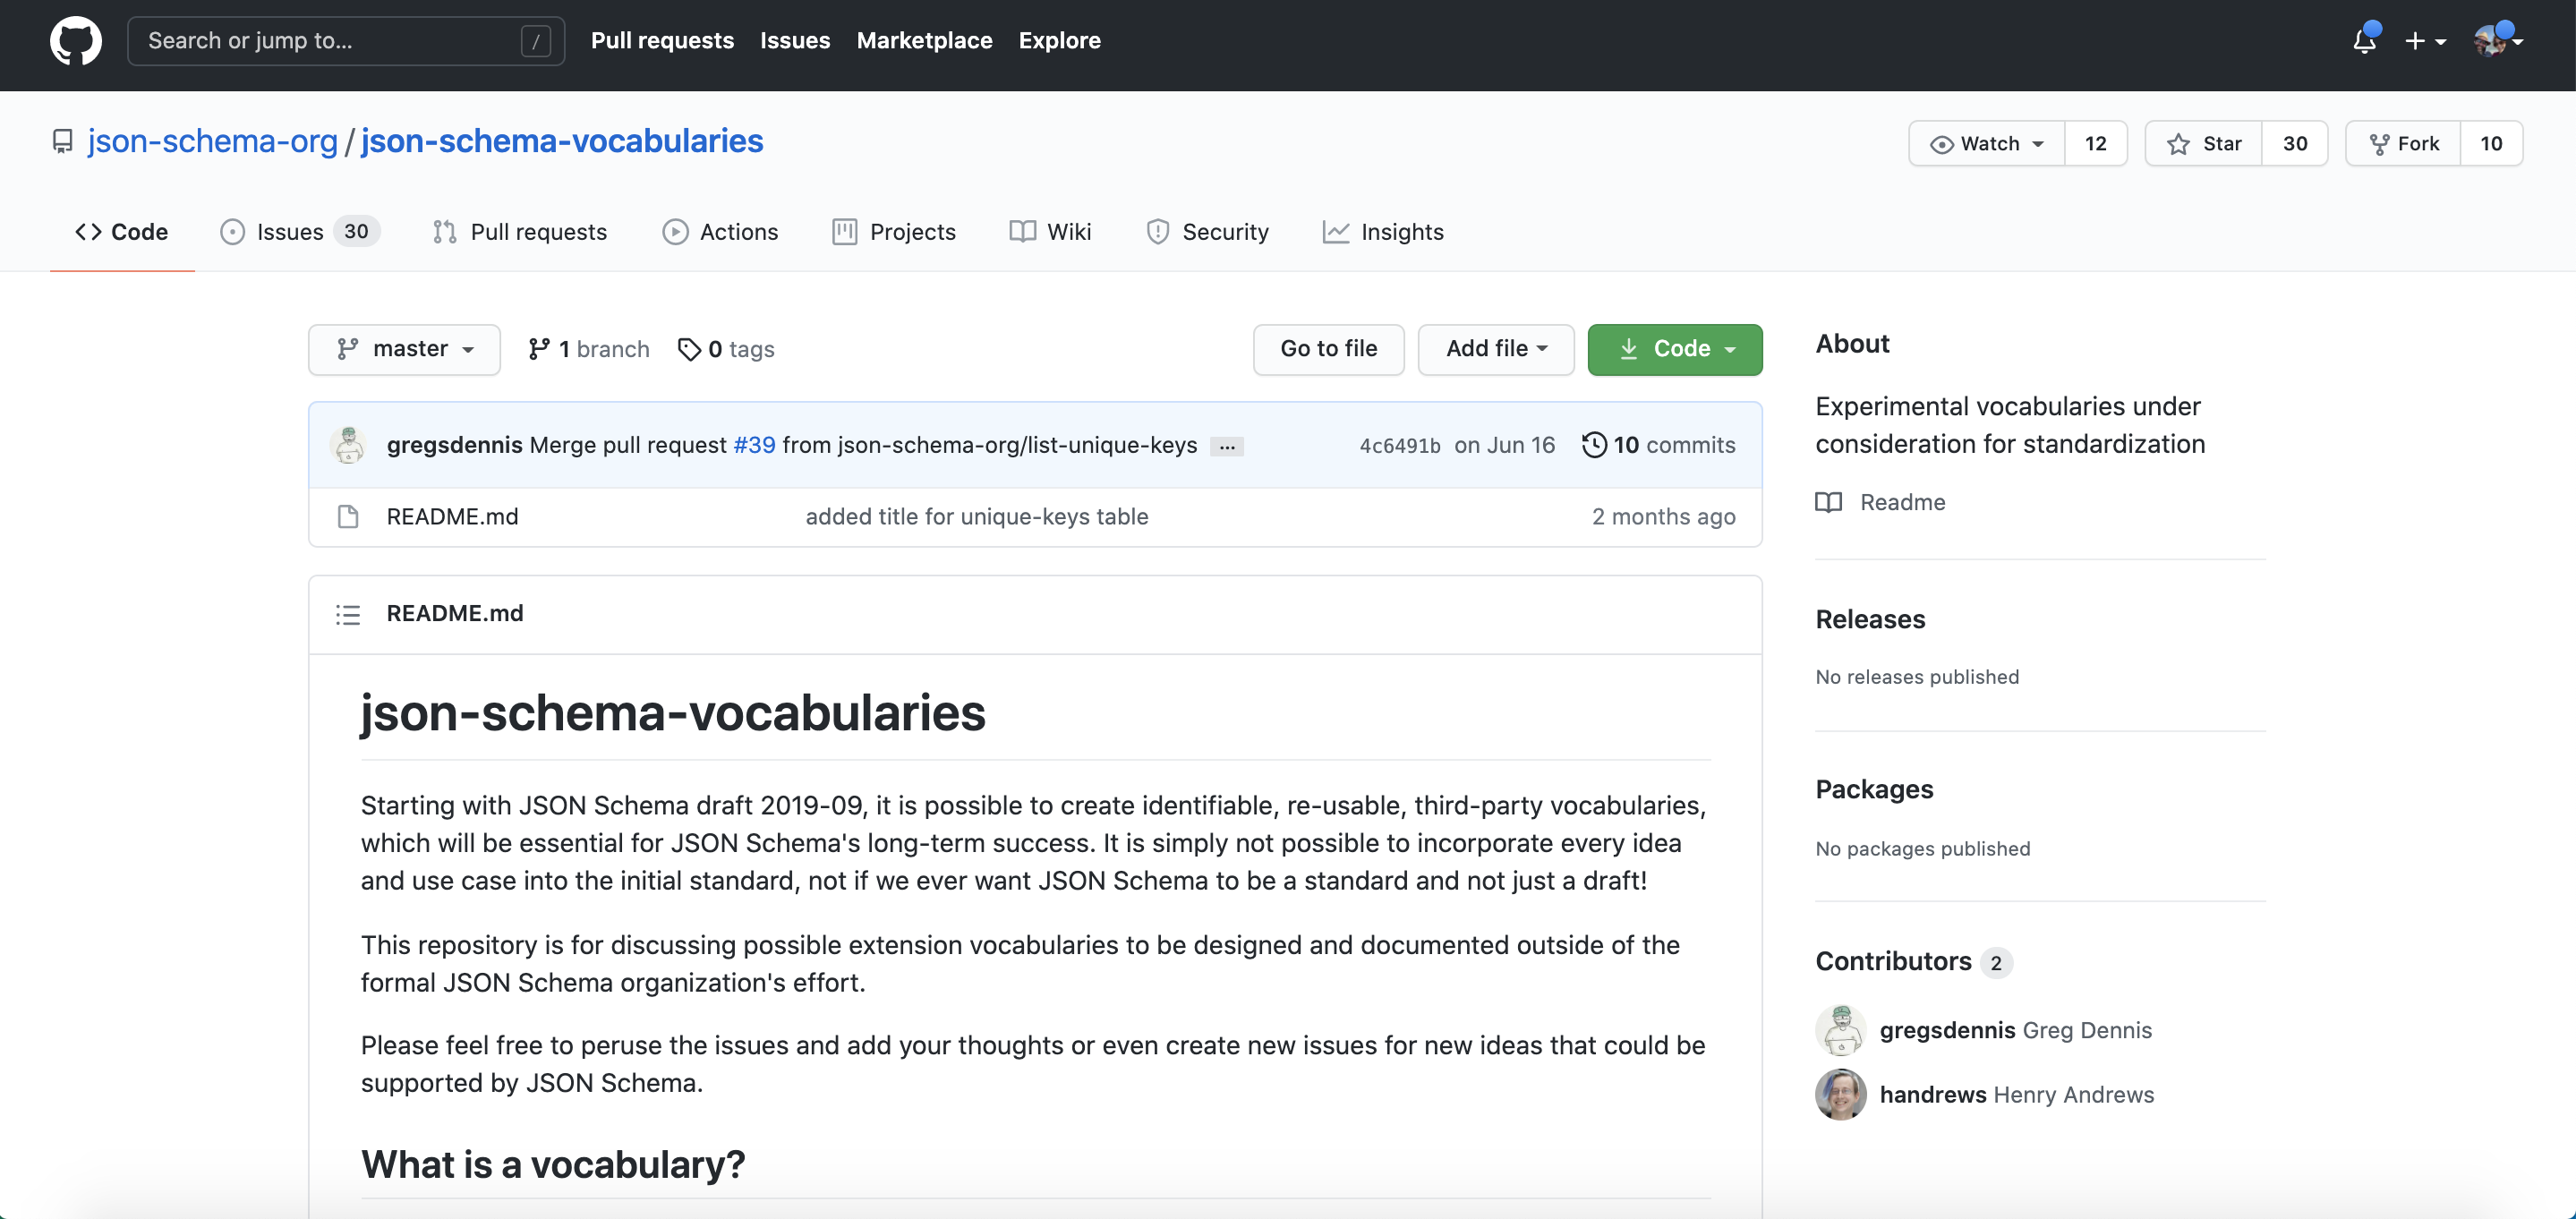 Search or jump to... /
Pull requests Issues Marketplace Explore
json-schema-org / json-schema-vocabularies
Watch 12 Star 30 Fork 10
Code Issues 30 Pull requests Actions Projects Wiki Security Insights
master 1 branch 0 tags Go to file Add file Code
gregsdennis Merge pull request #39 from json-schema-org/list-unique-keys ... 4c6491b on Jun 16 10 commits
README.md added title for unique-keys table 2 months ago
README.md
json-schema-vocabularies
Starting with JSON Schema draft 2019-09, it is possible to create identifiable, re-usable, third-party vocabularies,
which will be essential for JSON Schema's long-term success. It is simply not possible to incorporate every idea
and use case into the initial standard, not if we ever want JSON Schema to be a standard and not just a draft!
This repository is for discussing possible extension vocabularies to be designed and documented outside of the
formal JSON Schema organization's effort.
Please feel free to peruse the issues and add your thoughts or even create new issues for new ideas that could be
supported by JSON Schema.
What is a vocabulary?
About
Experimental vocabularies under
consideration for standardization
Readme
Releases
No releases published
Packages
No packages published
Contributors 2
gregsdennis Greg Dennis
handrews Henry Andrews